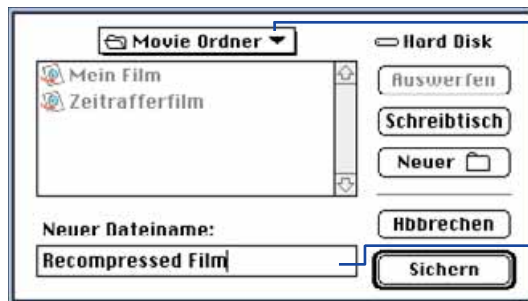 Movie Ordner
Hard Disk
Mein Film
Zeitrafferfilm
Auswerfen
Schreibtisch
Neuer
Neuer Dateiname:
Recompressed Film
Abbrechen
Sichern